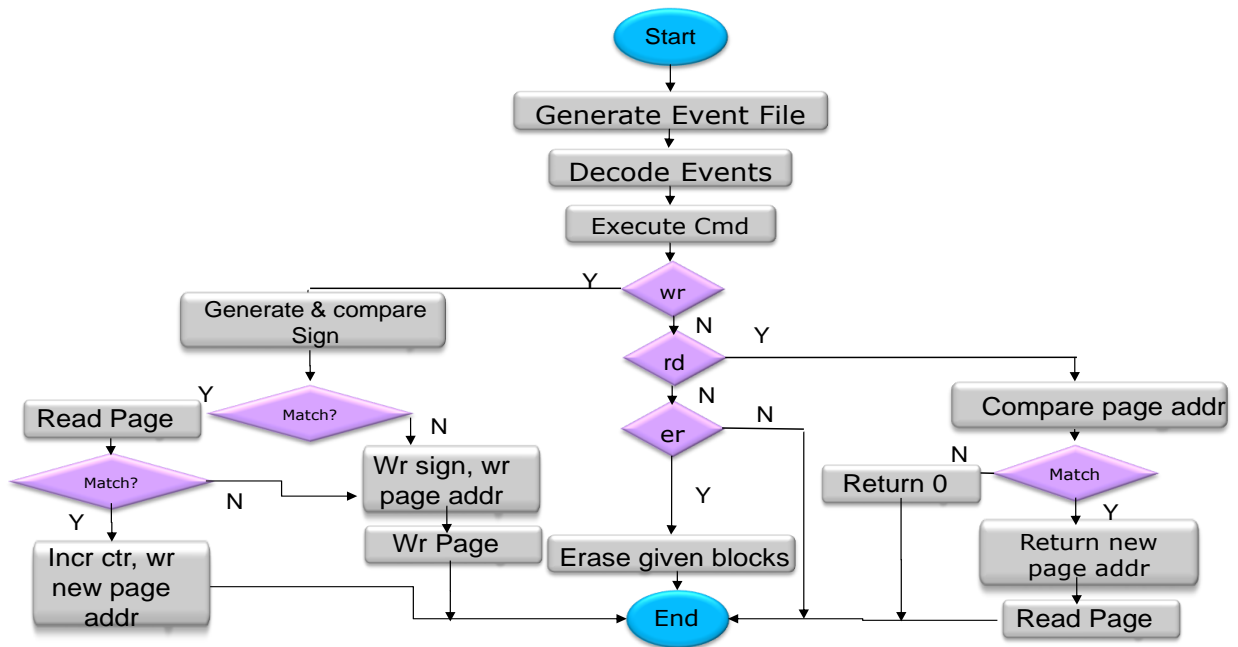 Start
Generate Event File
Decode Events
Execute Cmd
wr
Y
N
Generate & compare
Sign
rd
Y
N
Match?
Y
N
Read Page
er
N
Y
Compare page addr
Match?
Y
N
Wr sign, wr
page addr
Match
N
Y
Return 0
Wr Page
Incr ctr, wr
new page
addr
Erase given blocks
Return new
page addr
Read Page
End